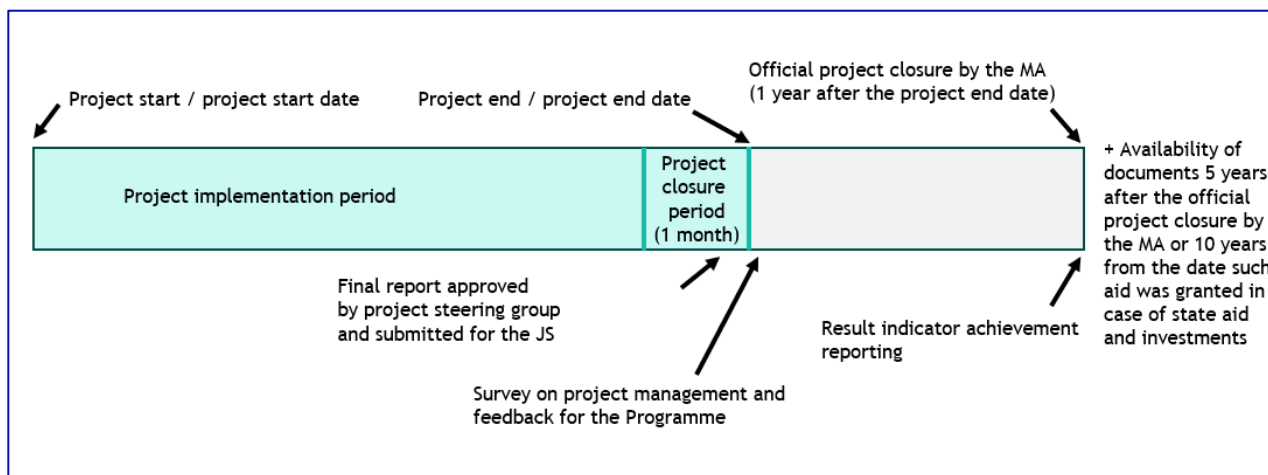 Project start / project start date
Project end / project end date
Official project closure by the MA
(1 year after the project end date)
Project implementation period
Project
closure
period
(1 month)
+ Availability of
documents 5 years
after the official
project closure by
the MA or 10 years
from the date such
aid was granted in
case of state aid
and investments
Final report approved
by project steering group
and submitted for the JS
Result indicator achievement
reporting
Survey on project management and
feedback for the Programme